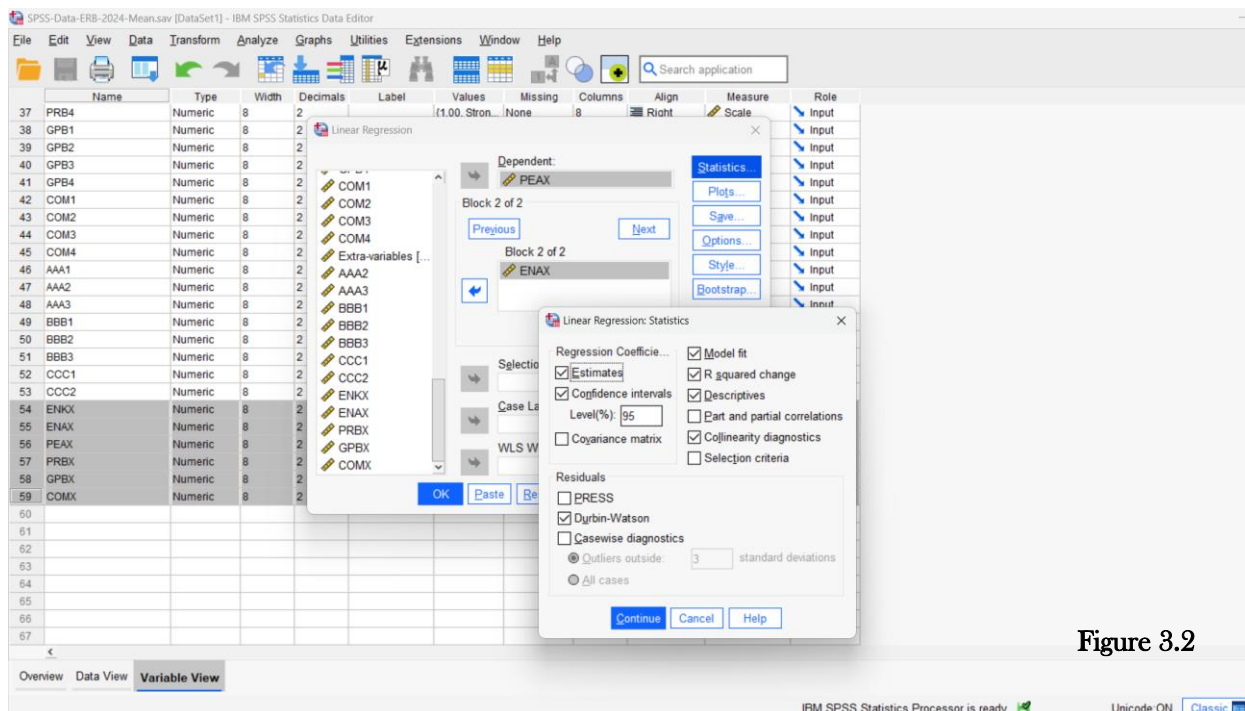 SPSS-Data-ERB-2024-Mean.sav [DataSet1] - IBM SPSS Statistics Data Editor
File Edit View Data Transform Analyze Graphs Utilities Extensions Window Help
Search application
Name Type Width Decimals Label Values Missing Columns Align Measure Role
37 PRB4 Numeric 8 2 {1.00, Stron... None 8 Right Scale Input
38 GPB1 Numeric 8 2 Input
39 GPB2 Numeric 8 2 Input
40 GPB3 Numeric 8 2 Input
41 GPB4 Numeric 8 2 Input
42 COM1 Numeric 8 2 Input
43 COM2 Numeric 8 2 Input
44 COM3 Numeric 8 2 Input
45 COM4 Numeric 8 2 Input
46 AAA1 Numeric 8 2 Input
47 AAA2 Numeric 8 2 Input
48 AAA3 Numeric 8 2 Input
49 BBB1 Numeric 8 2
50 BBB2 Numeric 8 2
51 BBB3 Numeric 8 2
52 CCC1 Numeric 8 2
53 CCC2 Numeric 8 2
54 ENKX Numeric 8 2
55 ENAX Numeric 8 2
56 PEAX Numeric 8 2
57 PRBX Numeric 8 2
58 GPBX Numeric 8 2
59 COMX Numeric 8 2
60
61
62
63
64
65
66
67
Linear Regression
COM1
COM2
COM3
COM4
Extra-variables [...
AAA2
AAA3
BBB1
BBB2
BBB3
CCC1
CCC2
ENKX
ENAX
PRBX
GPBX
COMX
Dependent:
PEAX
Block 2 of 2
Previous Next
Block 2 of 2
ENAX
Selectio
Case La
WLS W
Statistics...
Plots...
Save...
Options...
Style...
Bootstrap...
OK Paste Re
Linear Regression: Statistics
Regression Coefficie...
Estimates
Confidence intervals
Level(%): 95
Covariance matrix
Model fit
R squared change
Descriptives
Part and partial correlations
Collinearity diagnostics
Selection criteria
Residuals
PRESS
Durbin-Watson
Casewise diagnostics
Outliers outside: 3 standard deviations
All cases
Continue Cancel Help
Figure 3.2
Overview Data View Variable View
IBM SPSS Statistics Processor is ready Unicode:ON Classic